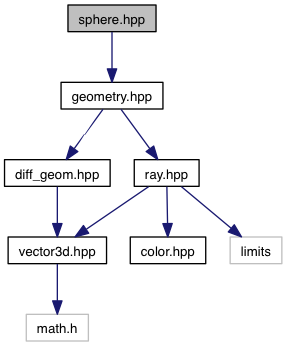 sphere.hpp
geometry.hpp
diff_geom.hpp
ray.hpp
vector3d.hpp
color.hpp
limits
math.h